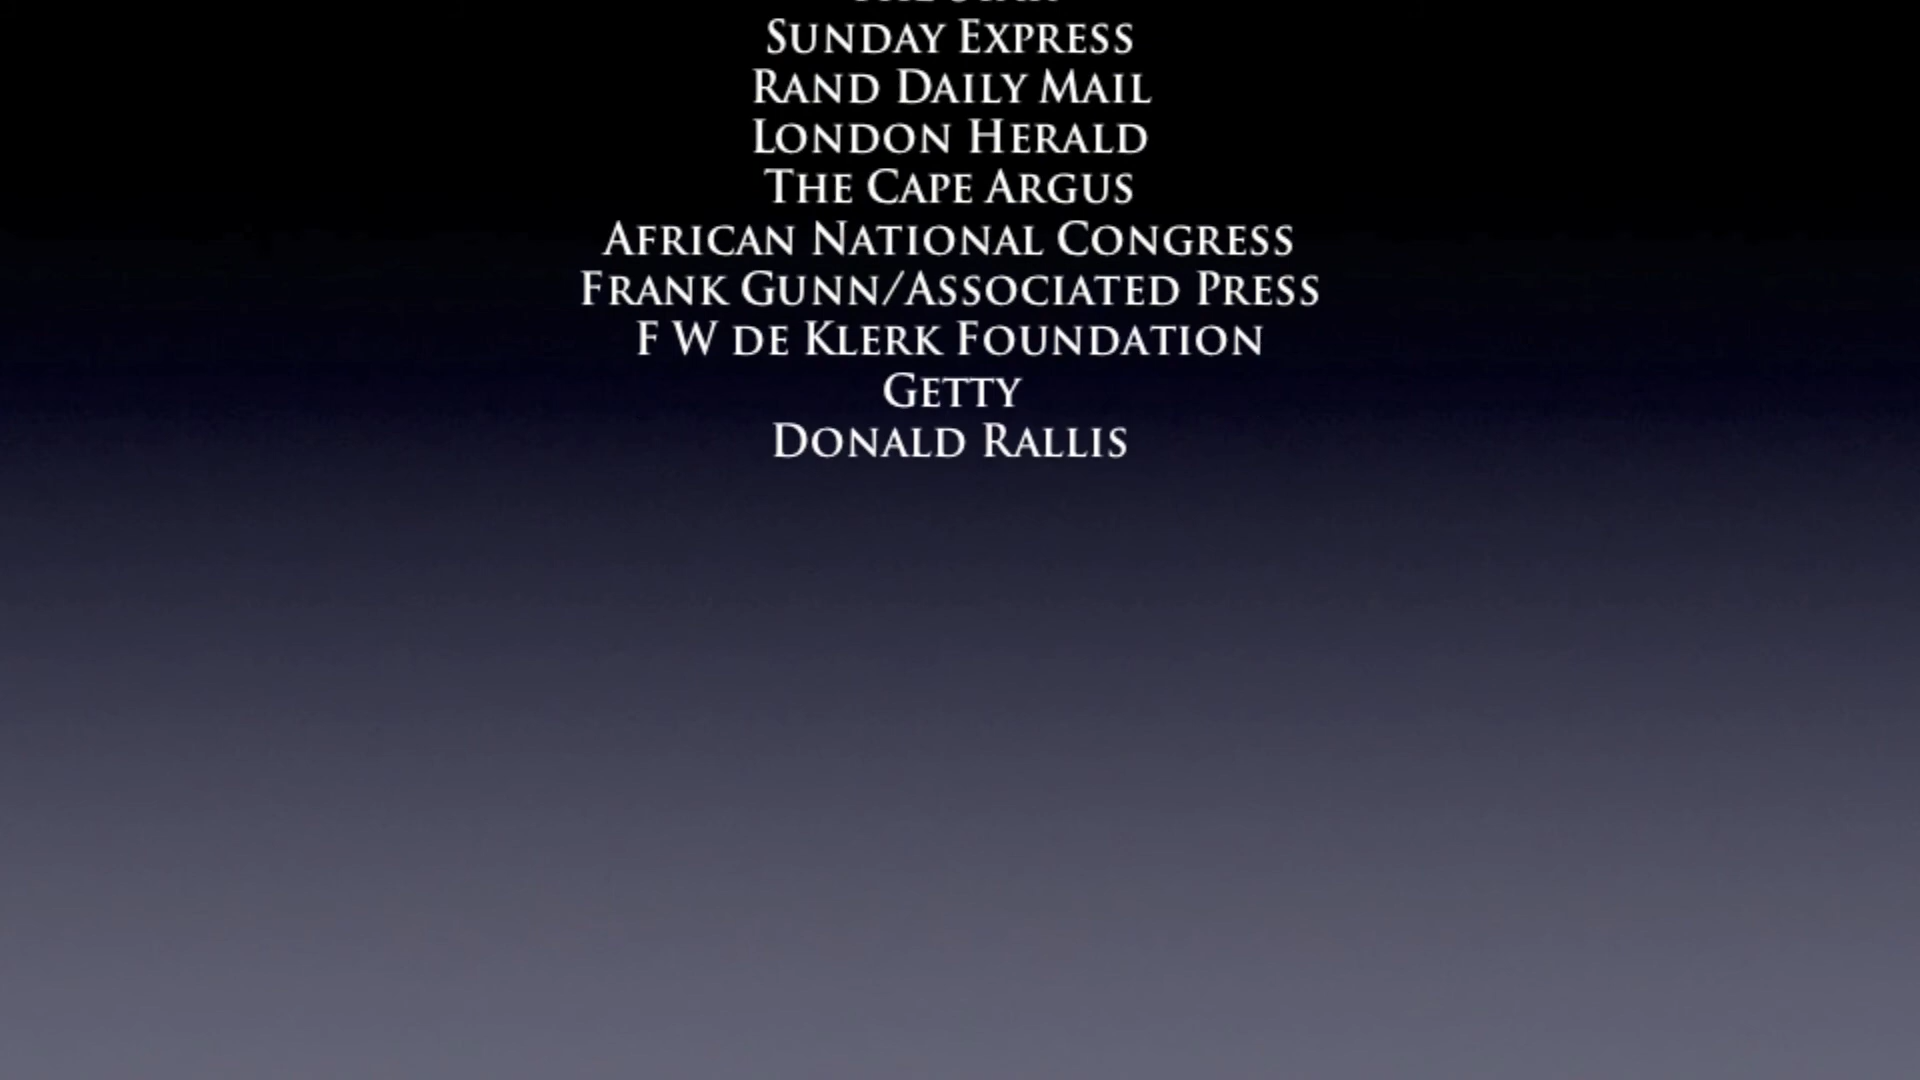 Sunday Express
Rand Daily Mail
London Herald
The Cape Argus
African National Congress
Frank Gunn/Associated Press
F W de Klerk Foundation
Getty
Donald Rallis